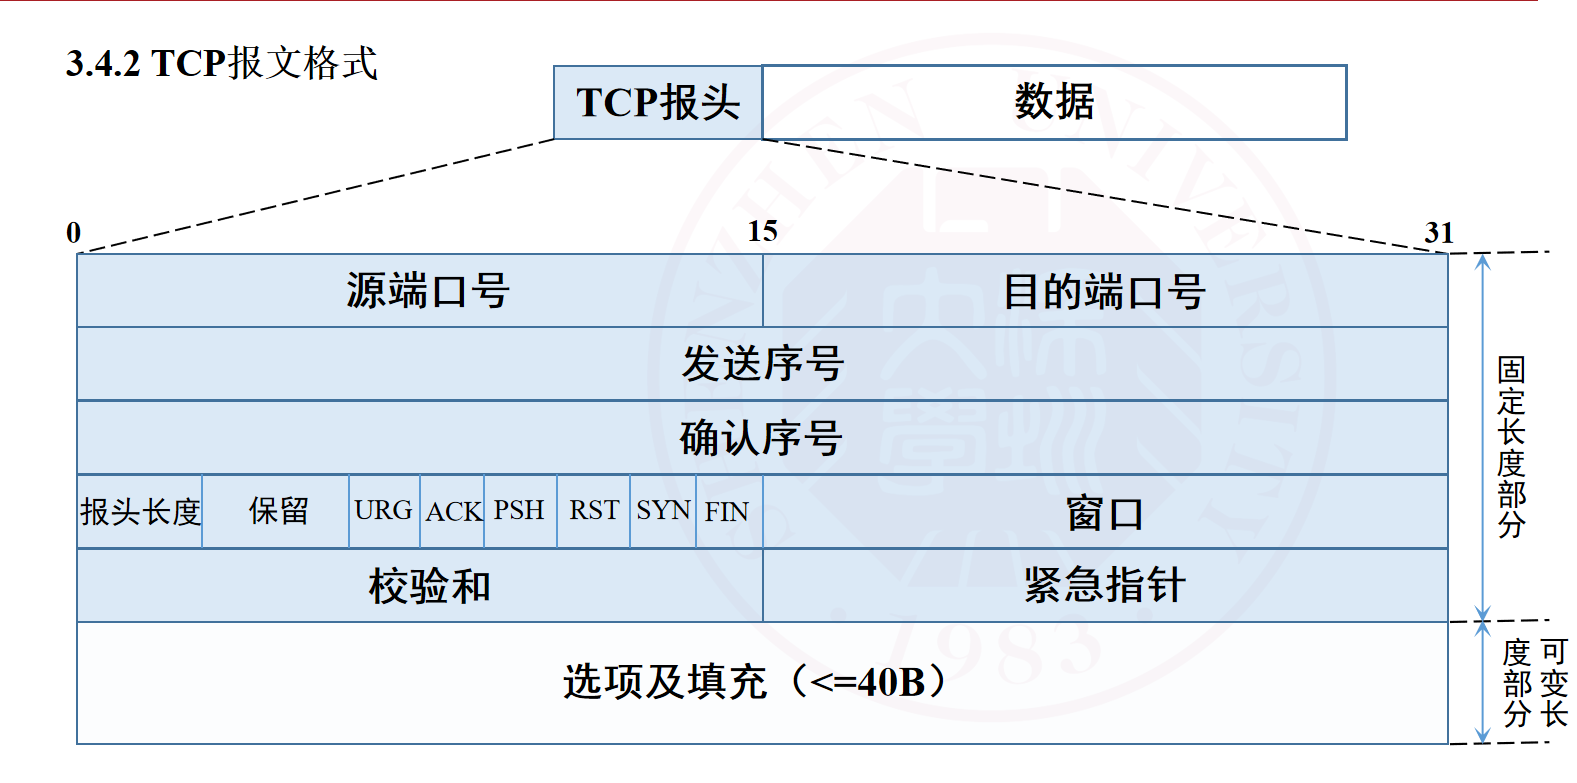 3.4.2 TCP报文格式
TCP报头 数据
0 15 31
源端口号 目的端口号
发送序号
确认序号
报头长度 保留 URG ACK PSH RST SYN FIN 窗口
校验和 紧急指针
选项及填充（<=40B）
固定长度部分
可变长度部分
SHENZHEN UNIVERSITY
1983